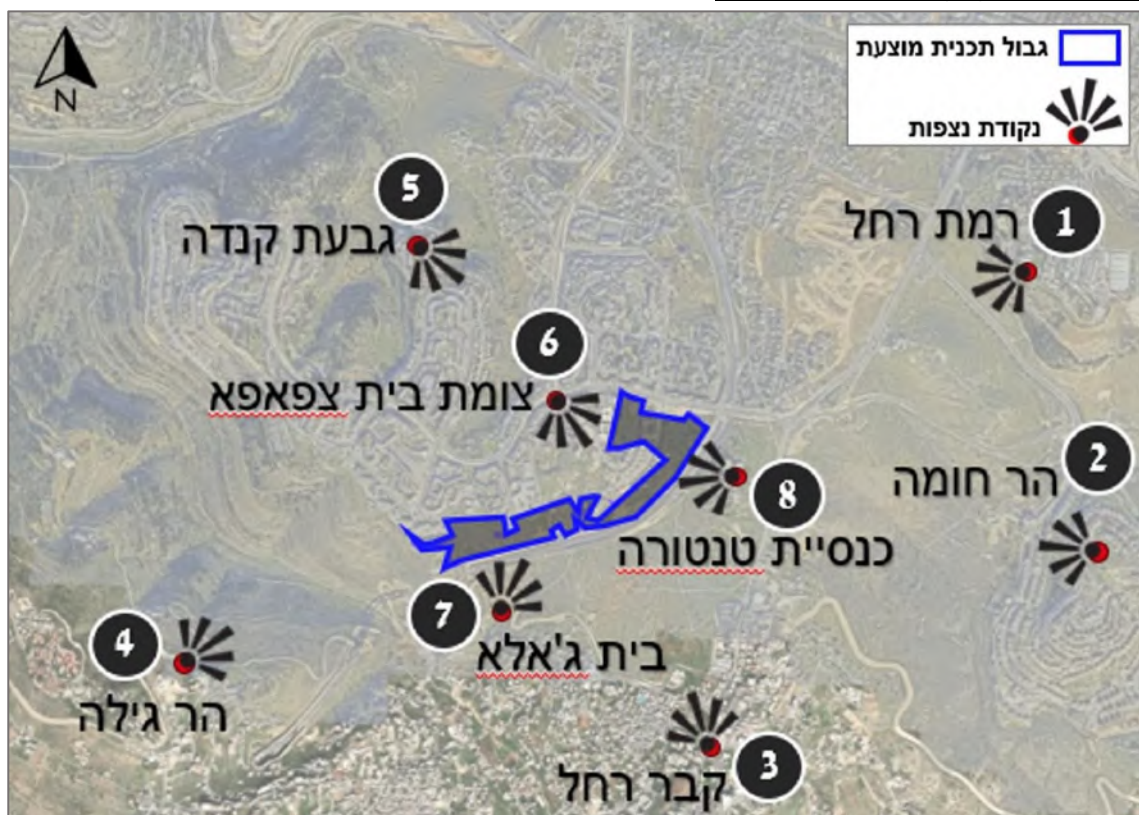 גבול תכנית מוצעת
נקודת נצפות
N
5
גבעת קנדה
1
רמת רחל
6
צומת בית צפאפא
2
הר חומה
8
כנסיית טנטורה
7
בית ג'אלא
4
הר גילה
3
קבר רחל